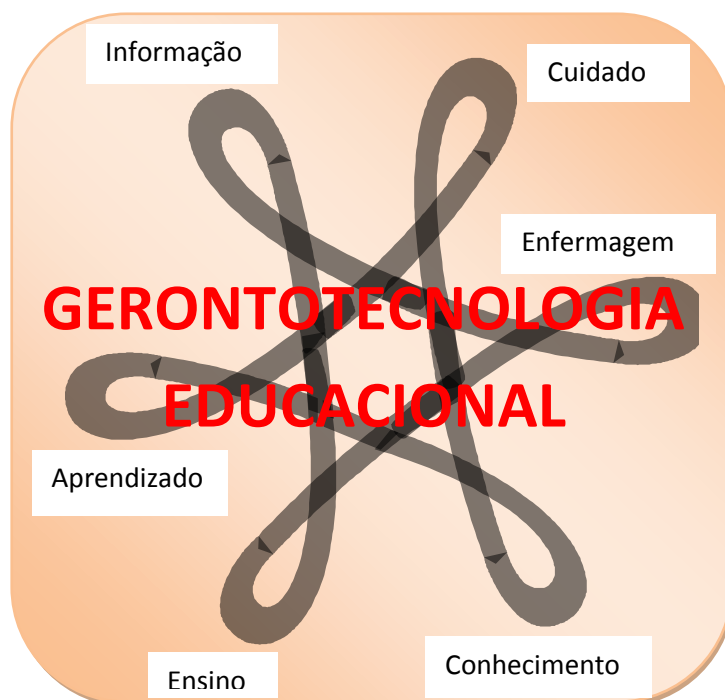 Informação
Cuidado
Enfermagem
GERONTOTECNOLOGIA
EDUCACIONAL
Aprendizado
Conhecimento
Ensino